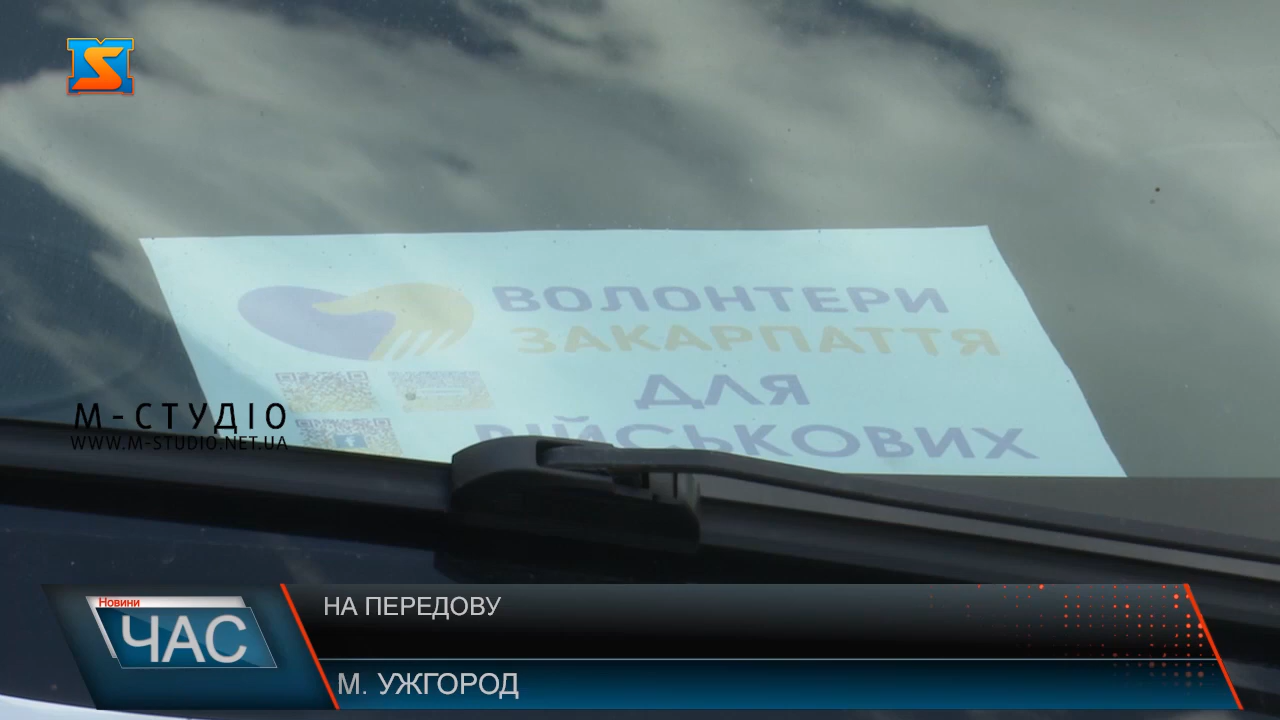 ВОЛОНТЕРИ
ЗАКАРПАТТЯ
ДЛЯ
ВІЙСЬКОВИХ
М-СТУДІО
WWW.M-STUDIO.NET.UA
Новини
ЧАС
НА ПЕРЕДОВУ
М. УЖГОРОД